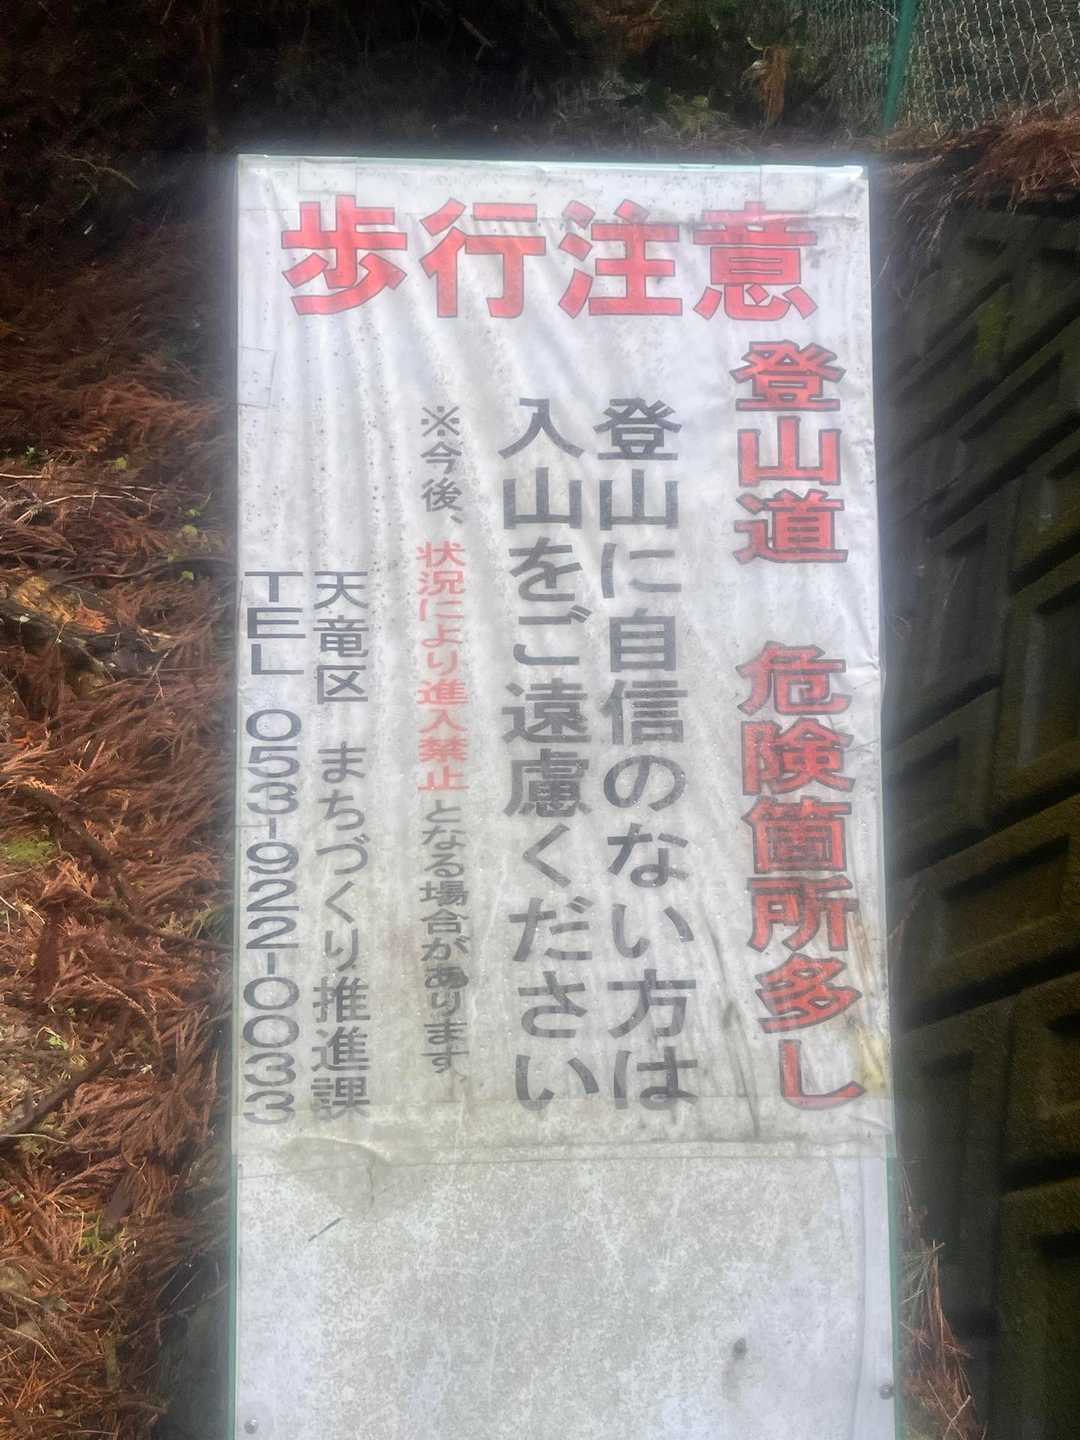 歩行注意
登山道　危険箇所多し
登山に自信のない方は
入山をご遠慮ください
※今後、状況により進入禁止となる場合があります。
天竜区　まちづくり推進課
TEL 053-922-0033